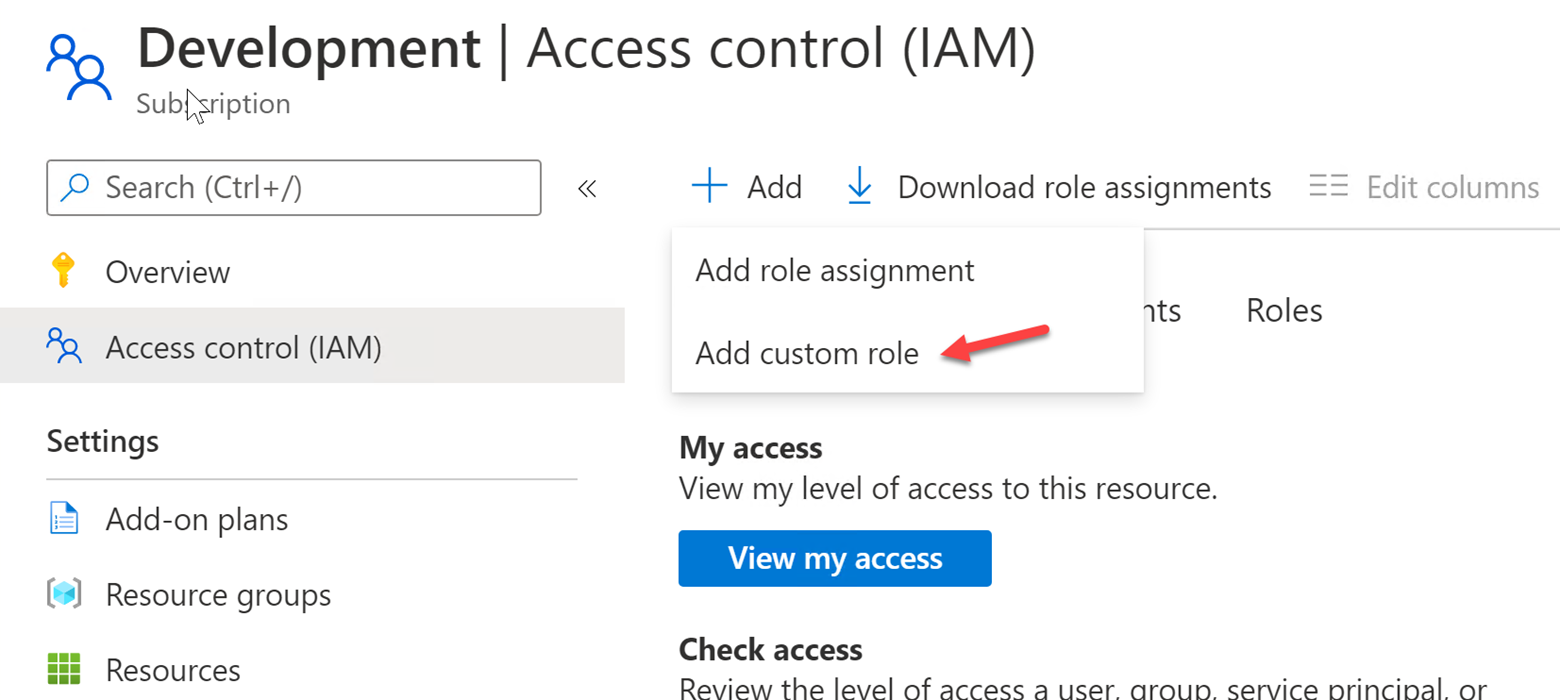 Development | Access control (IAM)
Subscription
Search (Ctrl+/)
«
Add
Download role assignments
Edit columns
Overview
Access control (IAM)
Settings
Add-on plans
Resource groups
Resources
Add role assignment
Add custom role
Roles
My access
View my level of access to this resource.
View my access
Check access
Review the level of access a user, group, service principal, or